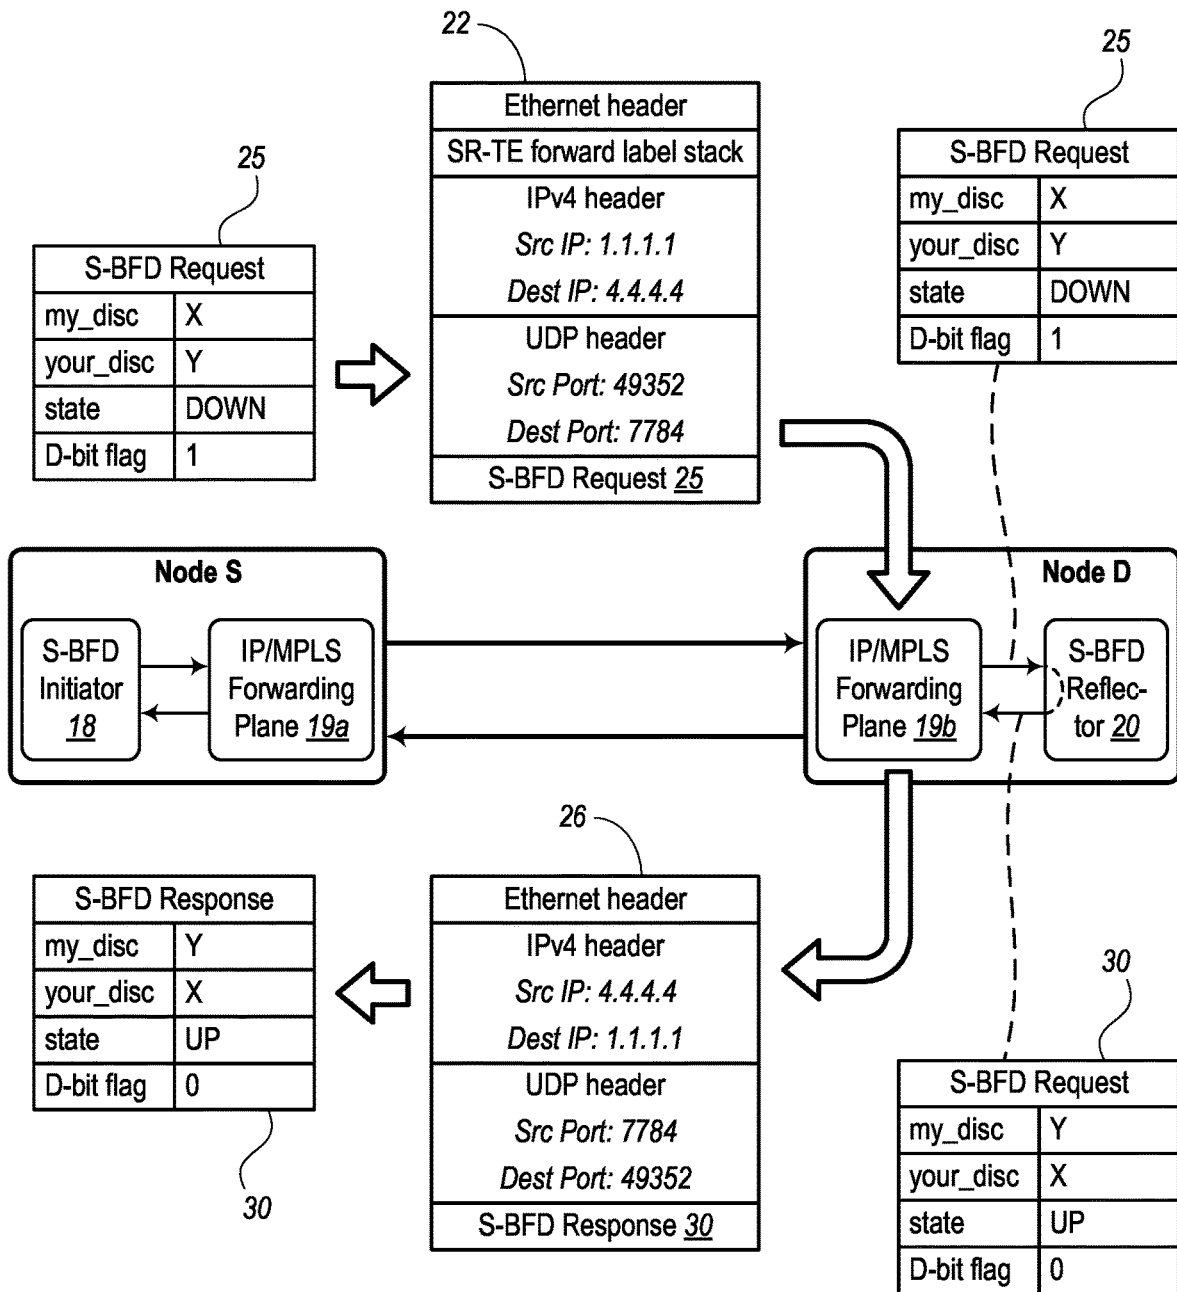 22
Ethernet header
SR-TE forward label stack
IPv4 header
Src IP: 1.1.1.1
Dest IP: 4.4.4.4
UDP header
Src Port: 49352
Dest Port: 7784
S-BFD Request 25
25
S-BFD Request
my_disc X
your_disc Y
state DOWN
D-bit flag 1
25
S-BFD Request
my_disc X
your_disc Y
state DOWN
D-bit flag 1
Node S
S-BFD
Initiator
18
IP/MPLS
Forwarding
Plane 19a
Node D
IP/MPLS
Forwarding
Plane 19b
S-BFD
Reflec-
tor 20
S-BFD Response
my_disc Y
your_disc X
state UP
D-bit flag 0
30
26
Ethernet header
IPv4 header
Src IP: 4.4.4.4
Dest IP: 1.1.1.1
UDP header
Src Port: 7784
Dest Port: 49352
S-BFD Response 30
30
S-BFD Request
my_disc Y
your_disc X
state UP
D-bit flag 0